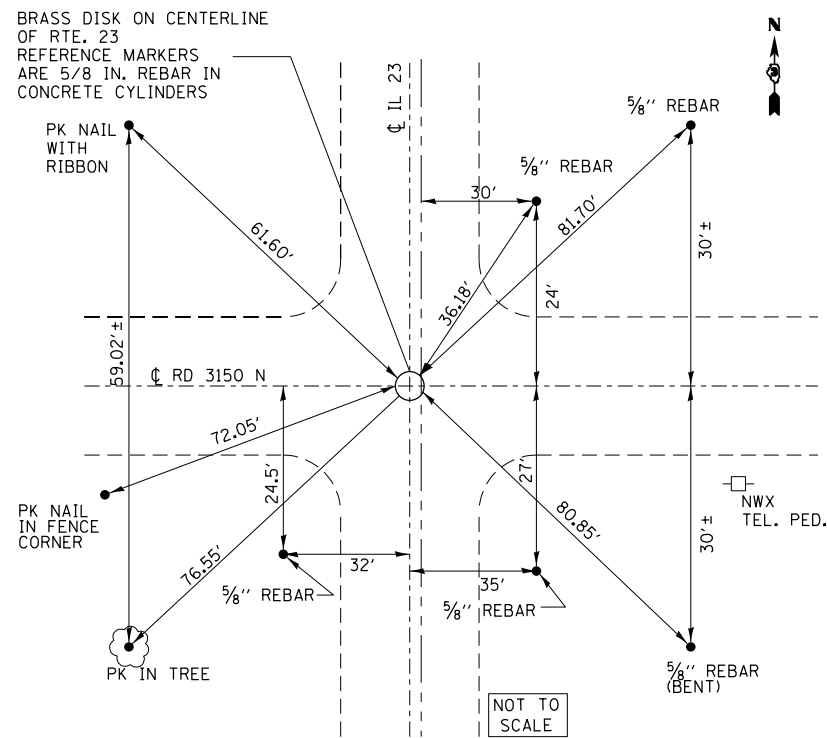 BRASS DISK ON CENTERLINE
OF RTE. 23
REFERENCE MARKERS
ARE 5/8 IN. REBAR IN
CONCRETE CYLINDERS
N
℄ IL 23
PK NAIL
WITH
RIBBON
5/8'' REBAR
5/8'' REBAR
30'
61.60'
81.70'
36.18'
24'
30'±
59.02'±
℄ RD 3150 N
72.05'
24.5'
27'
80.85'
30'±
NWX
TEL. PED.
PK NAIL
IN FENCE
CORNER
76.55'
32'
35'
5/8'' REBAR
5/8'' REBAR
PK IN TREE
5/8'' REBAR
(BENT)
NOT TO
SCALE